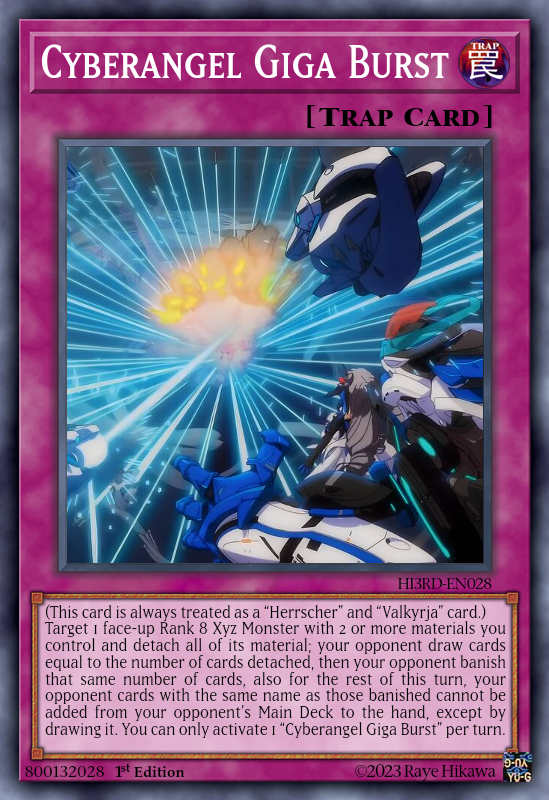 CYBERANGEL GIGA BURST
TRAP
罠
[TRAP CARD]
HI3RD-EN028
(This card is always treated as a “Herrscher” and “Valkyrja” card.)
Target 1 face-up Rank 8 Xyz Monster with 2 or more materials you
control and detach all of its material; your opponent draw cards
equal to the number of cards detached, then your opponent banish
that same number of cards, also for the rest of this turn, your
opponent cards with the same name as those banished cannot be
added from your opponent’s Main Deck to the hand, except by
drawing it. You can only activate 1 “Cyberangel Giga Burst” per turn.
800132028 1st Edition ©2023 Raye Hikawa
YU-G
YU-G